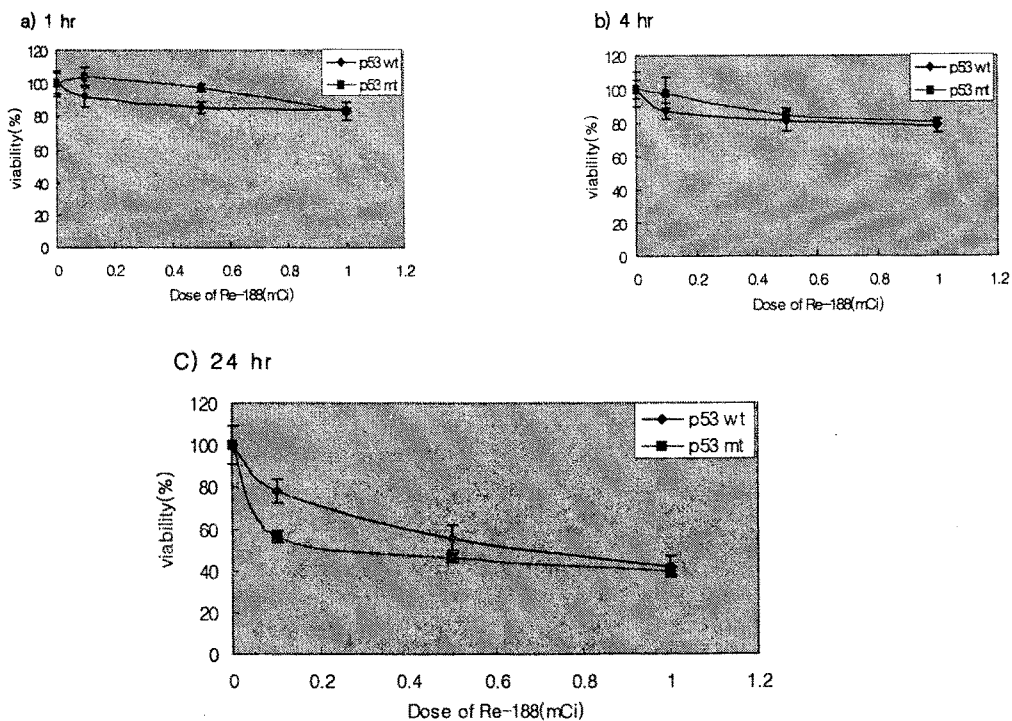 a) 1 hr
120
100
80
60
40
20
0
viability(%)
p53 wt
p53 mt
0 0.2 0.4 0.6 0.8 1 1.2
Dose of Re-188(mCi)
b) 4 hr
120
100
80
60
40
20
0
viability(%)
p53 wt
p53 mt
0 0.2 0.4 0.6 0.8 1 1.2
Dose of Re-188(mCi)
C) 24 hr
120
100
80
60
40
20
0
viability(%)
p53 wt
p53 mt
0 0.2 0.4 0.6 0.8 1 1.2
Dose of Re-188(mCi)